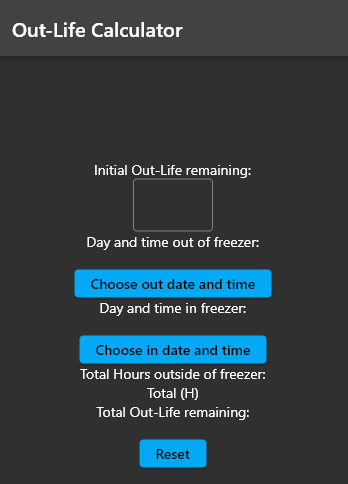 Out-Life Calculator
Initial Out-Life remaining:
Day and time out of freezer:
Choose out date and time
Day and time in freezer:
Choose in date and time
Total Hours outside of freezer:
Total (H)
Total Out-Life remaining:
Reset